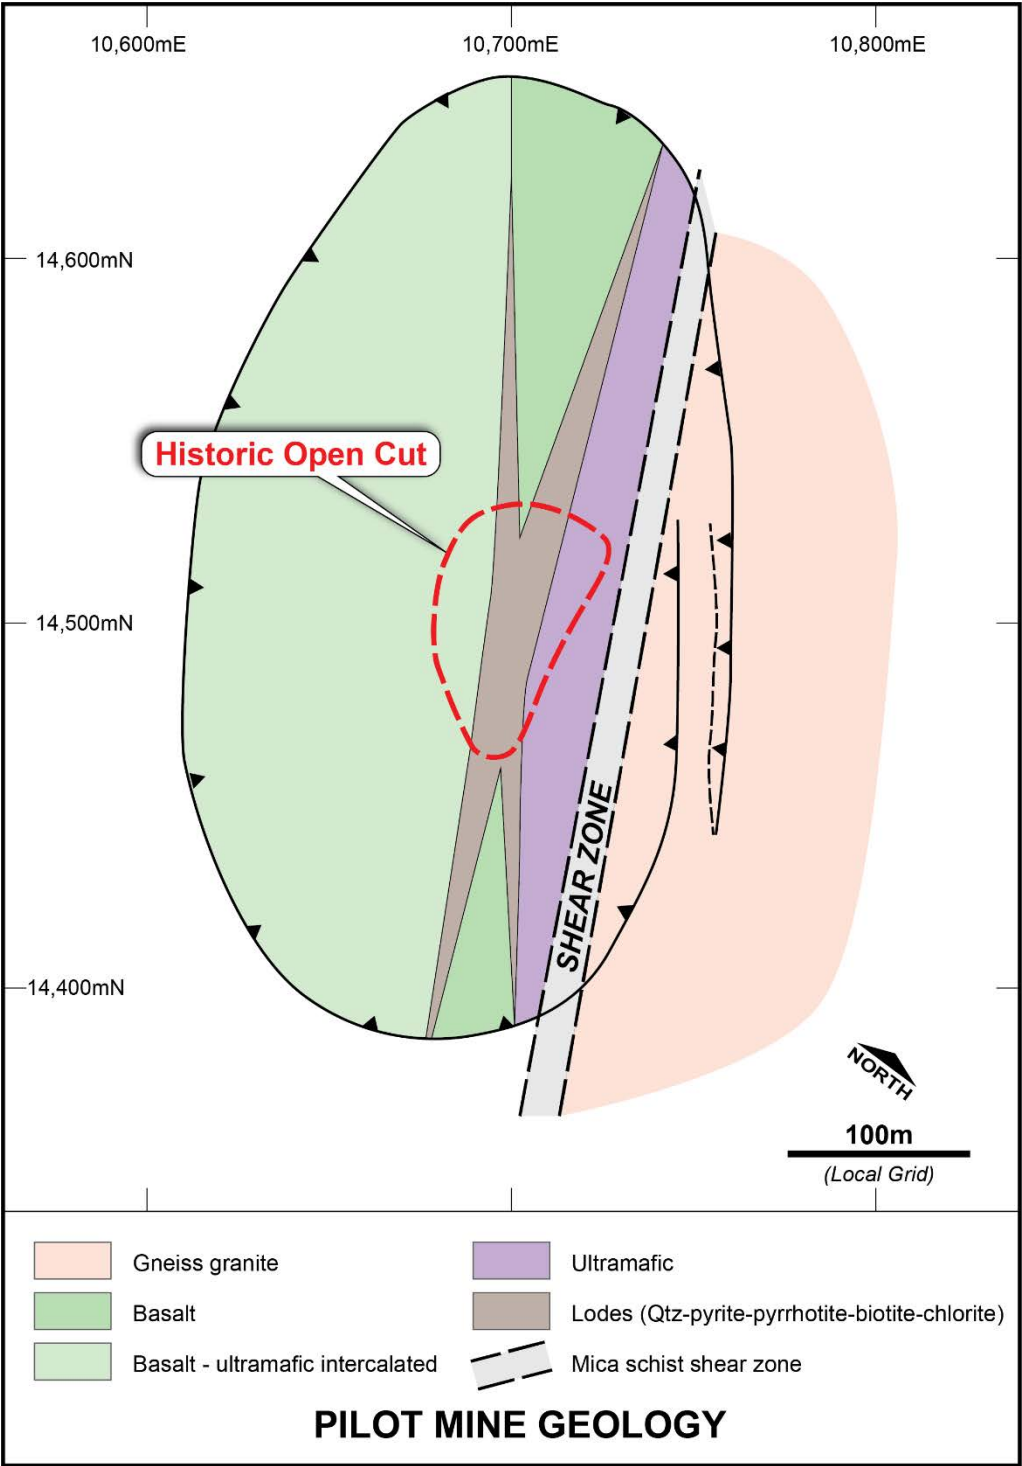 10,600mE
10,700mE
10,800mE
14,600mN
Historic Open Cut
14,500mN
SHEAR ZONE
14,400mN
NORTH
100m
(Local Grid)
Gneiss granite
Basalt
Basalt - ultramafic intercalated
Ultramafic
Lodes (Qtz-pyrite-pyrrhotite-biotite-chlorite)
Mica schist shear zone
PILOT MINE GEOLOGY